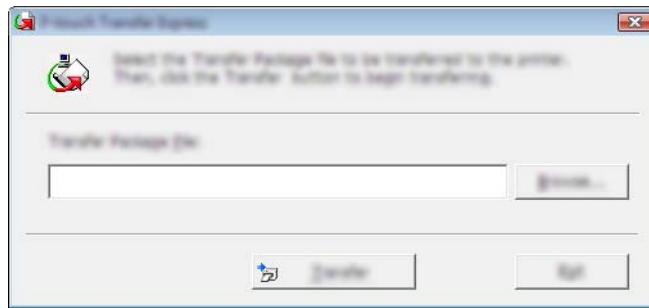 P-touch Transfer Express
Select the Transfer Package file to be transferred to the printer.
Then, click the Transfer button to begin transferring.
Transfer Package File:
Browse...
Transfer
Exit